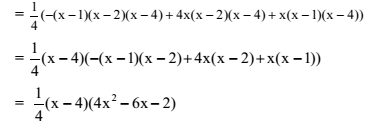 = 1/4(-(x-1)(x-2)(x-4)+4x(x-2)(x-4)+x(x-1)(x-4))
= 1/4(x-4)(-(x-1)(x-2)+4x(x-2)+x(x-1))
= 1/4(x-4)(4x²-6x-2)